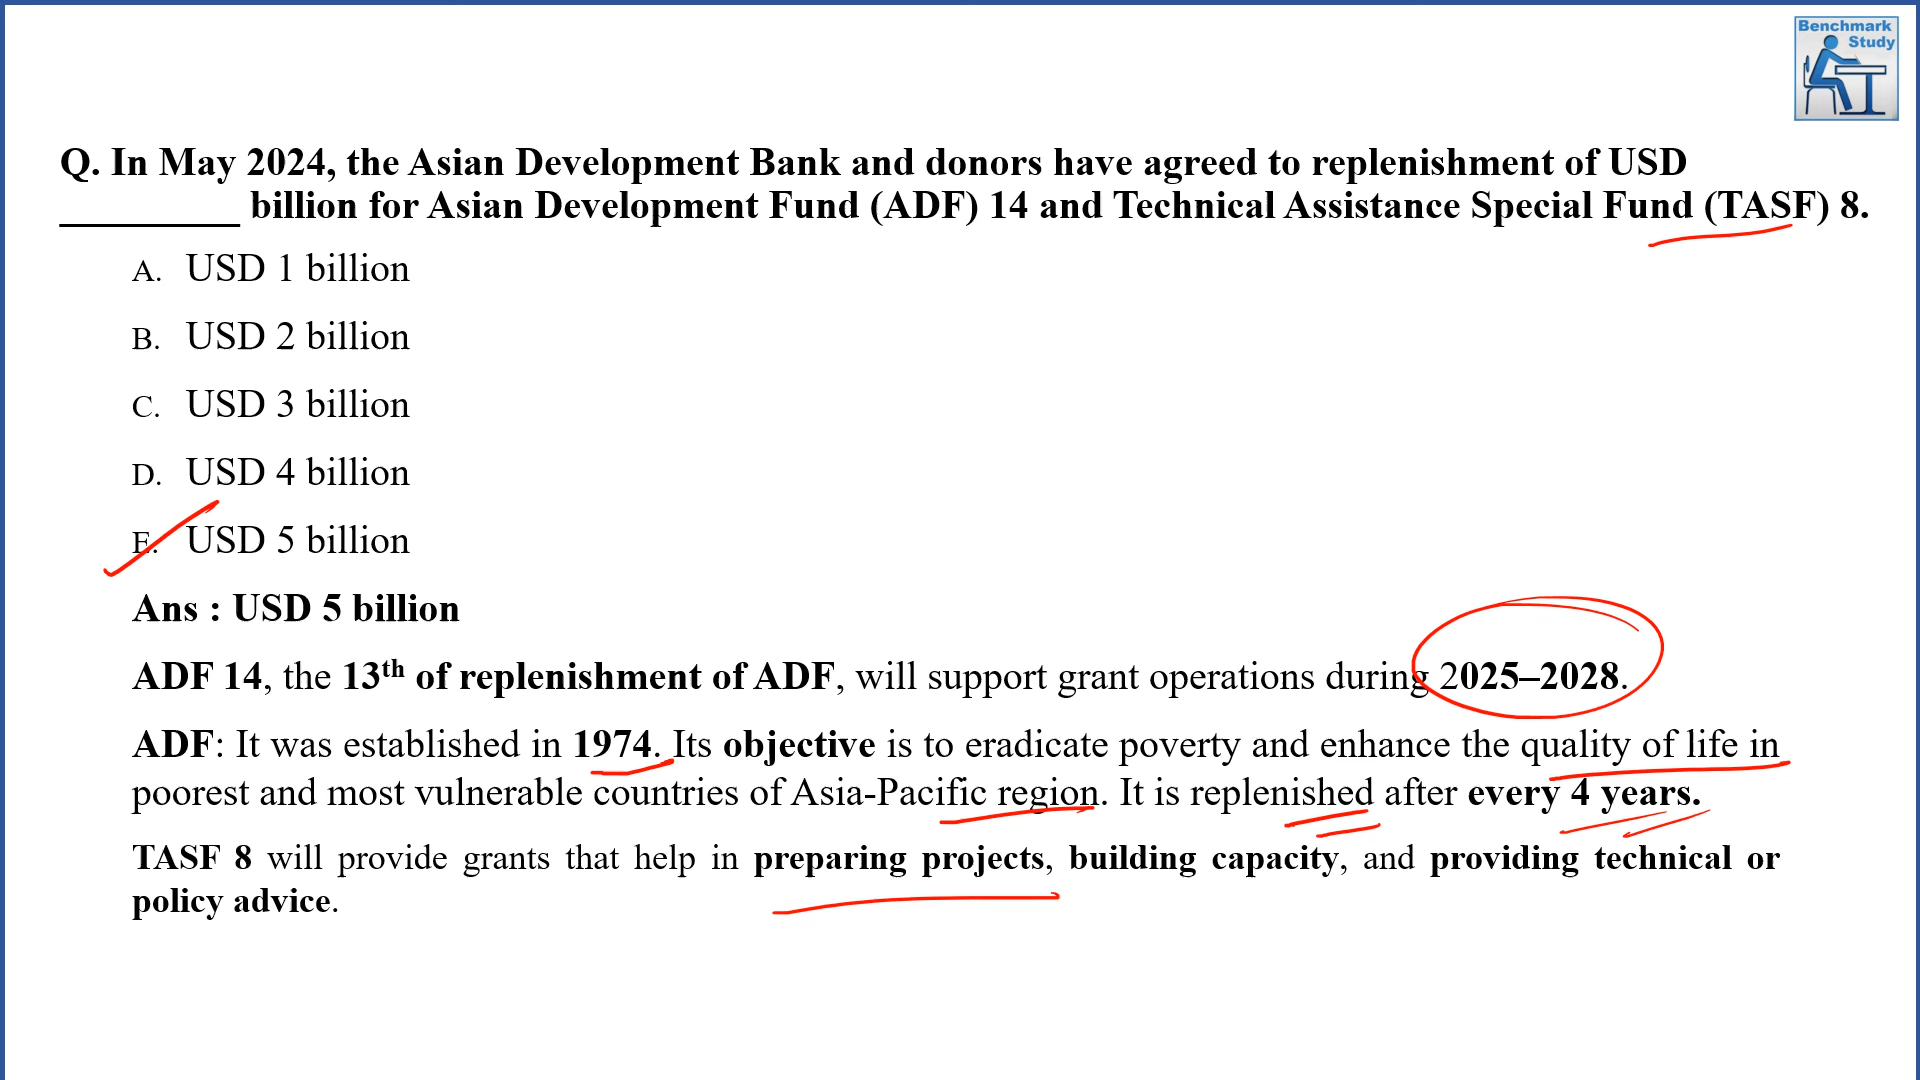 Benchmark
Study
Q. In May 2024, the Asian Development Bank and donors have agreed to replenishment of USD
_________ billion for Asian Development Fund (ADF) 14 and Technical Assistance Special Fund (TASF) 8.
A. USD 1 billion
B. USD 2 billion
C. USD 3 billion
D. USD 4 billion
E. USD 5 billion
Ans : USD 5 billion
ADF 14, the 13th of replenishment of ADF, will support grant operations during 2025–2028.
ADF: It was established in 1974. Its objective is to eradicate poverty and enhance the quality of life in
poorest and most vulnerable countries of Asia-Pacific region. It is replenished after every 4 years.
TASF 8 will provide grants that help in preparing projects, building capacity, and providing technical or
policy advice.